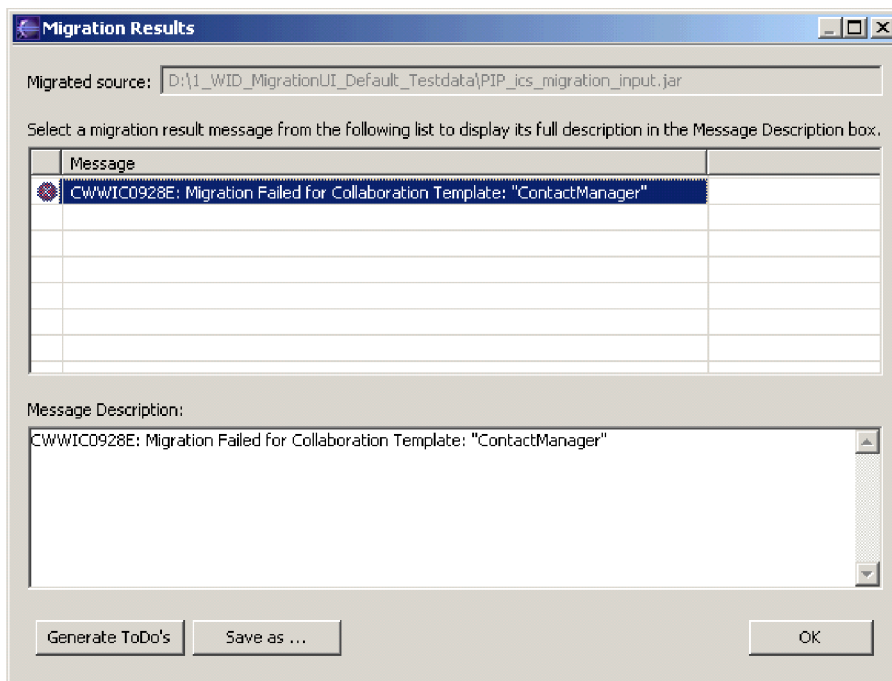 Migration Results
Migrated source: D:\1_WID_MigrationUI_Default_Testdata\PIP_ics_migration_input.jar
Select a migration result message from the following list to display its full description in the Message Description box.
Message
CWWIC0928E: Migration Failed for Collaboration Template: "ContactManager"
Message Description:
CWWIC0928E: Migration Failed for Collaboration Template: "ContactManager"
Generate ToDo's Save as ... OK